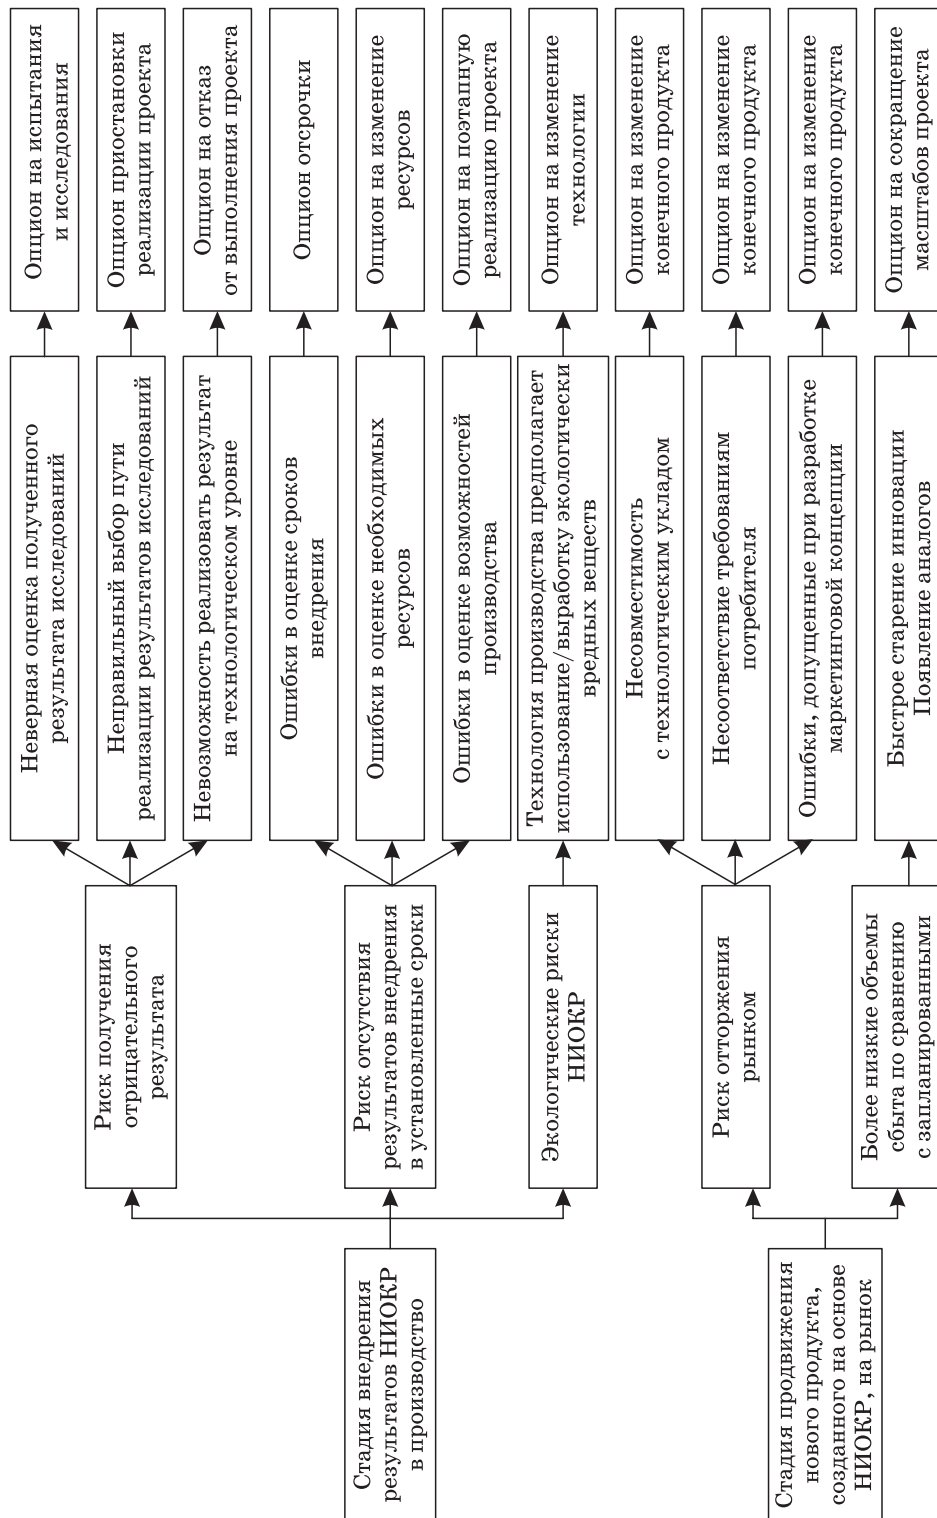 Стадия внедрения
результатов НИОКР
в производство
Риск получения
отрицательного
результата
Неверная оценка полученного
результата исследований
Опцион на испытания
и исследования
Неправильный выбор пути
реализации результатов исследований
Опцион приостановки
реализации проекта
Невозможность реализовать результат
на технологическом уровне
Опцион на отказ
от выполнения проекта
Риск отсутствия
результатов внедрения
в установленные сроки
Ошибки в оценке сроков
внедрения
Опцион отсрочки
Ошибки в оценке необходимых
ресурсов
Опцион на изменение
ресурсов
Ошибки в оценке возможностей
производства
Опцион на поэтапную
реализацию проекта
Экологические риски
НИОКР
Технология производства предполагает
использование/выработку экологически
вредных веществ
Опцион на изменение
технологии
Стадия продвижения
нового продукта,
созданного на основе
НИОКР, на рынок
Риск отторжения
рынком
Несовместимость
с технологическим укладом
Опцион на изменение
конечного продукта
Несоответствие требованиям
потребителя
Опцион на изменение
конечного продукта
Ошибки, допущенные при разработке
маркетинговой концепции
Опцион на изменение
конечного продукта
Более низкие объемы
сбыта по сравнению
с запланированными
Быстрое старение инновации
Появление аналогов
Опцион на сокращение
масштабов проекта